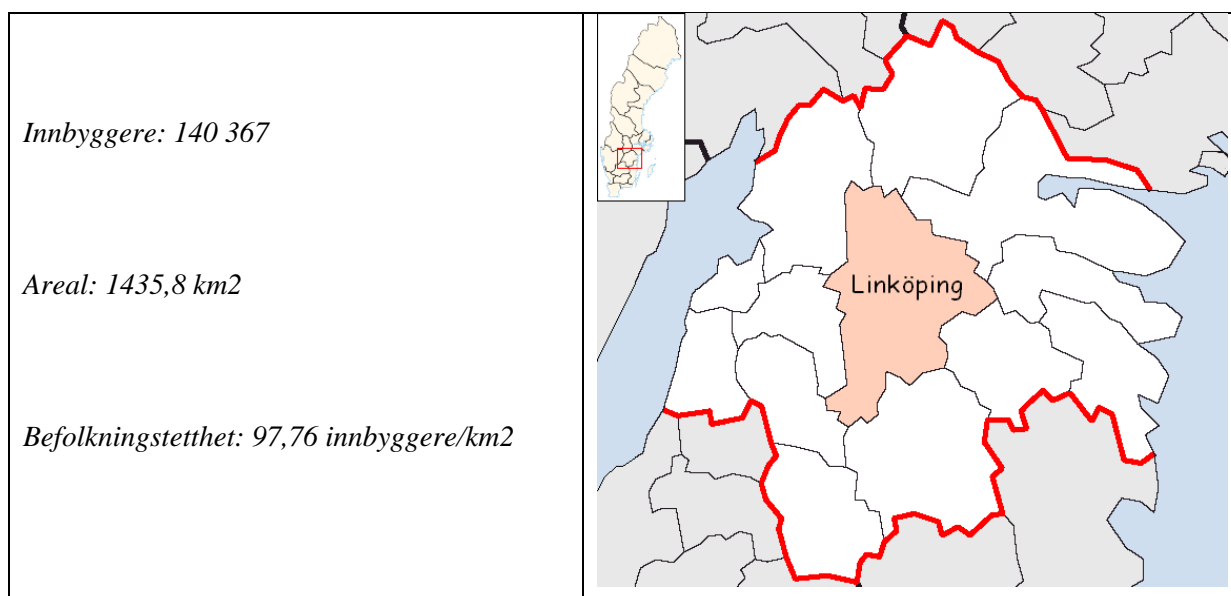 Innbyggere: 140 367
Areal: 1435,8 km2
Befolkningstetthet: 97,76 innbyggere/km2
Linköping